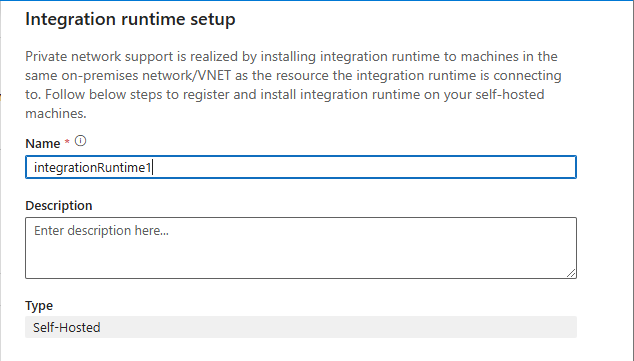 Integration runtime setup
Private network support is realized by installing integration runtime to machines in the
same on-premises network/VNET as the resource the integration runtime is connecting
to. Follow below steps to register and install integration runtime on your self-hosted
machines.
Name *
integrationRuntime1
Description
Enter description here...
Type
Self-Hosted